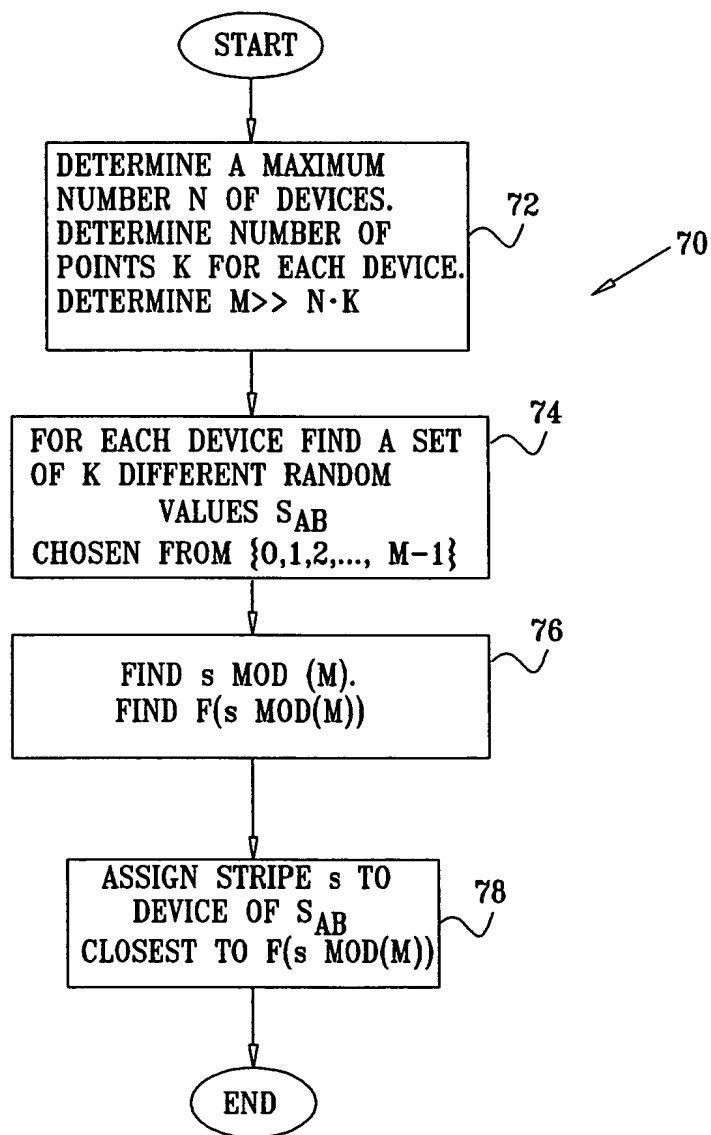 START
DETERMINE A MAXIMUM
NUMBER N OF DEVICES.
DETERMINE NUMBER OF
POINTS K FOR EACH DEVICE.
DETERMINE M>> N·K
72
70
FOR EACH DEVICE FIND A SET
OF K DIFFERENT RANDOM
VALUES S_AB
CHOSEN FROM {0,1,2,..., M-1}
74
FIND s MOD (M).
FIND F(s MOD(M))
76
ASSIGN STRIPE s TO
DEVICE OF S_AB
CLOSEST TO F(s MOD(M))
78
END